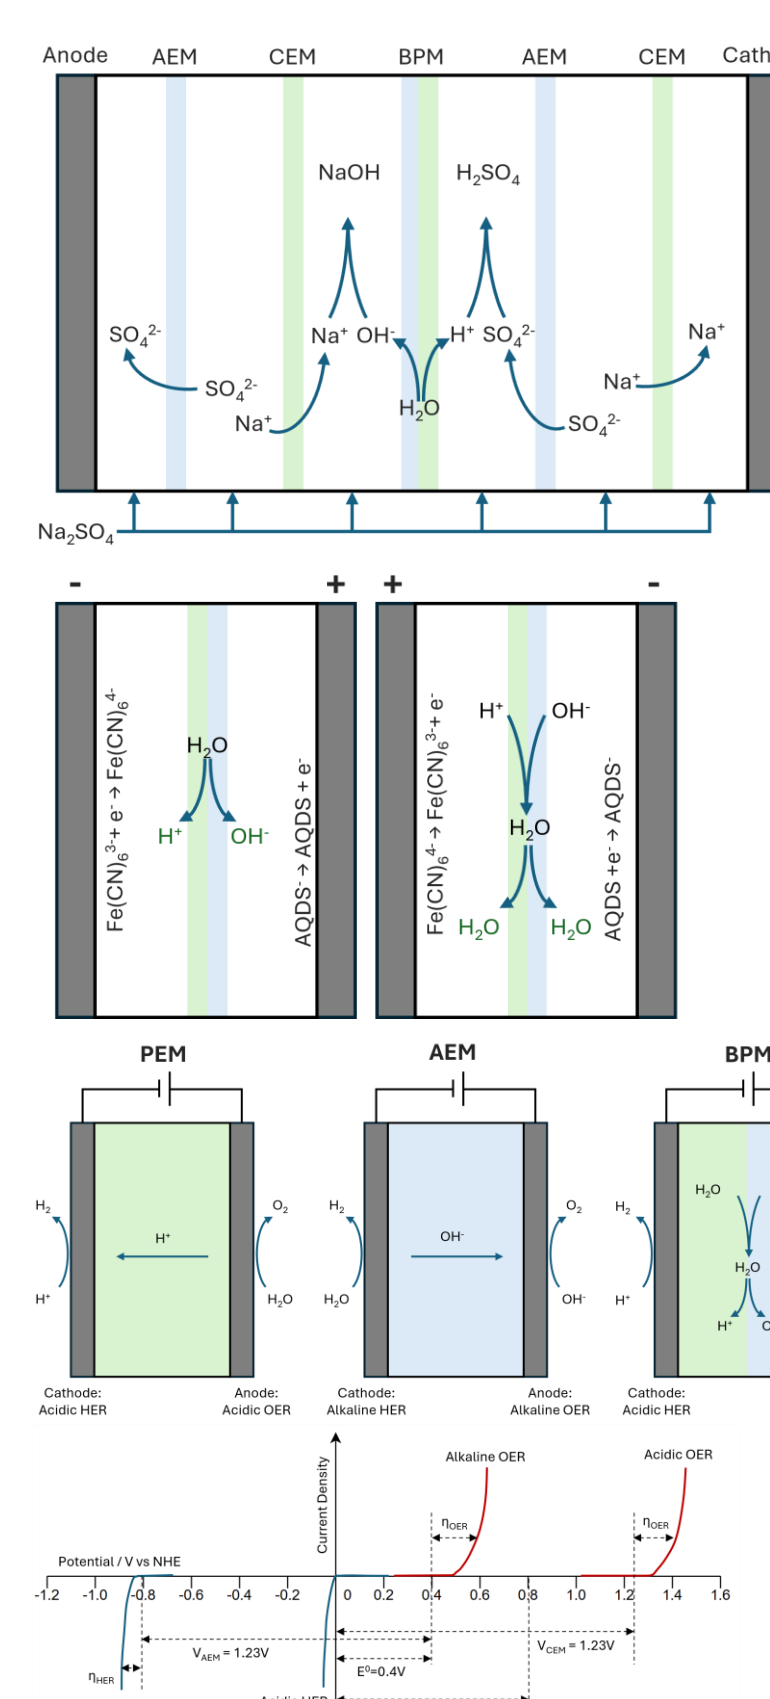 Anode AEM CEM BPM AEM CEM Cath
NaOH H₂SO₄
SO₄²⁻ Na⁺ OH⁻ H⁺ SO₄²⁻ Na⁺
SO₄²⁻ H₂O Na⁺
Na⁺ SO₄²⁻
Na₂SO₄
- + + -
Fe(CN)₆³⁻+ e⁻ → Fe(CN)₆⁴⁻
H₂O
H⁺ OH⁻
AQDS⁻ → AQDS + e⁻
Fe(CN)₆⁴⁻ → Fe(CN)₆³⁻+ e⁻
H⁺ OH⁻
H₂O
H₂O H₂O
AQDS +e⁻ → AQDS⁻
PEM AEM BPM
H₂ H⁺ O₂ H₂ OH⁻ O₂ H₂ H₂O
H₂O
H⁺ H₂O H₂O OH⁻ H⁺ H⁺ O
Cathode: Anode: Cathode: Anode: Cathode:
Acidic HER Acidic OER Alkaline HER Alkaline OER Acidic HER
Current Density
Alkaline OER Acidic OER
ηOER ηOER
Potential / V vs NHE
-1.2 -1.0 -0.8 -0.6 -0.4 -0.2 0 0.2 0.4 0.6 0.8 1.0 1.2 1.4 1.6
VAEM = 1.23V VCEM = 1.23V
ηHER E⁰=0.4V
Acidic HER